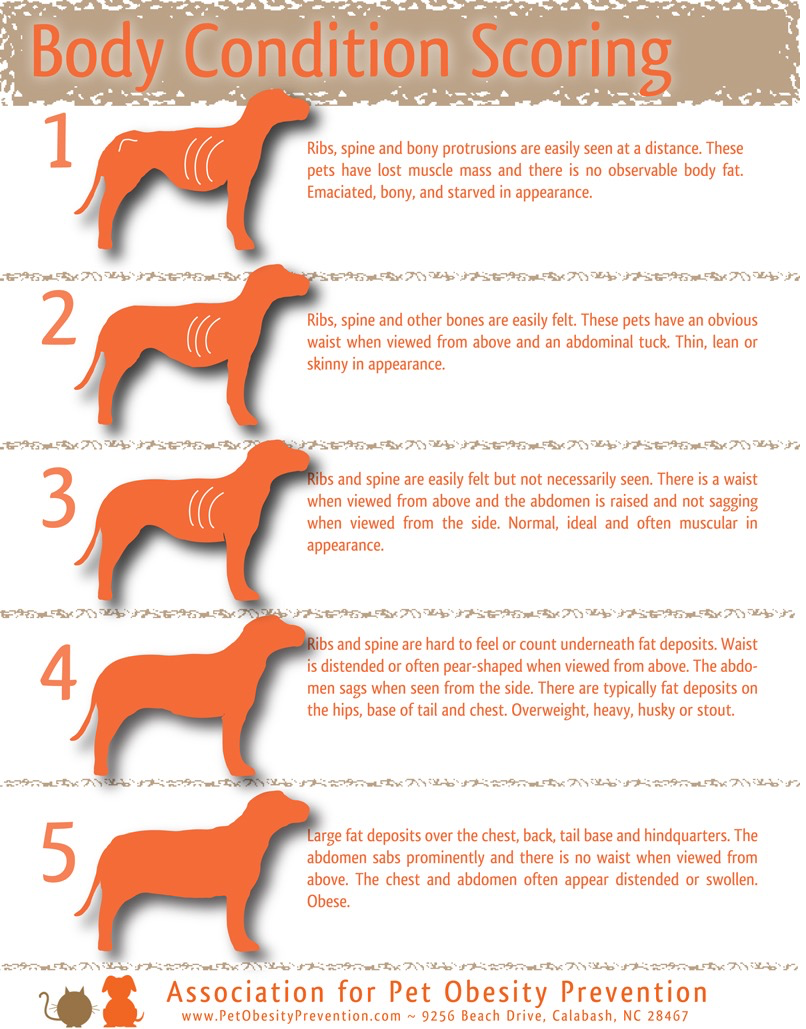 Body Condition Scoring
1
Ribs, spine and bony protrusions are easily seen at a distance. These
pets have lost muscle mass and there is no observable body fat.
Emaciated, bony, and starved in appearance.
2
Ribs, spine and other bones are easily felt. These pets have an obvious
waist when viewed from above and an abdominal tuck. Thin, lean or
skinny in appearance.
3
Ribs and spine are easily felt but not necessarily seen. There is a waist
when viewed from above and the abdomen is raised and not sagging
when viewed from the side. Normal, ideal and often muscular in
appearance.
4
Ribs and spine are hard to feel or count underneath fat deposits. Waist
is distended or often pear-shaped when viewed from above. The abdo-
men sags when seen from the side. There are typically fat deposits on
the hips, base of tail and chest. Overweight, heavy, husky or stout.
5
Large fat deposits over the chest, back, tail base and hindquarters. The
abdomen sabs prominently and there is no waist when viewed from
above. The chest and abdomen often appear distended or swollen.
Obese.
Association for Pet Obesity Prevention
www.PetObesityPrevention.com ~ 9256 Beach Drive, Calabash, NC 28467